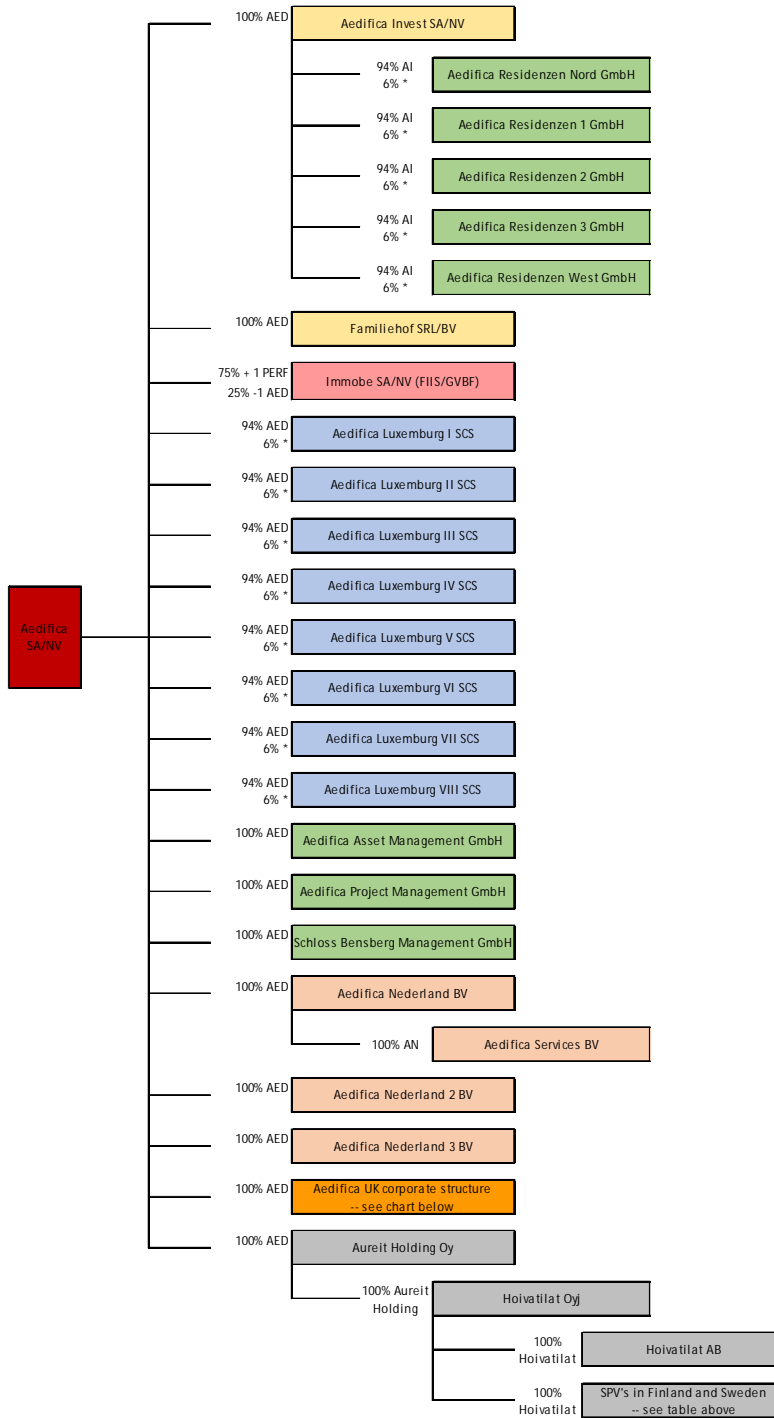 100% AED
Aedifica Invest SA/NV
94% AI
6% *
Aedifica Residenzen Nord GmbH
94% AI
6% *
Aedifica Residenzen 1 GmbH
94% AI
6% *
Aedifica Residenzen 2 GmbH
94% AI
6% *
Aedifica Residenzen 3 GmbH
94% AI
6% *
Aedifica Residenzen West GmbH
100% AED
Familiehof SRL/BV
75% + 1 PERF
25% -1 AED
Immobe SA/NV (FIIS/GVBF)
94% AED
6% *
Aedifica Luxemburg I SCS
94% AED
6% *
Aedifica Luxemburg II SCS
94% AED
6% *
Aedifica Luxemburg III SCS
94% AED
6% *
Aedifica Luxemburg IV SCS
Aedifica
SA/NV
94% AED
6% *
Aedifica Luxemburg V SCS
94% AED
6% *
Aedifica Luxemburg VI SCS
94% AED
6% *
Aedifica Luxemburg VII SCS
94% AED
6% *
Aedifica Luxemburg VIII SCS
100% AED
Aedifica Asset Management GmbH
100% AED
Aedifica Project Management GmbH
100% AED
Schloss Bensberg Management GmbH
100% AED
Aedifica Nederland BV
100% AN
Aedifica Services BV
100% AED
Aedifica Nederland 2 BV
100% AED
Aedifica Nederland 3 BV
100% AED
Aedifica UK corporate structure
-- see chart below
100% AED
Aureit Holding Oy
100% Aureit
Holding
Hoivatilat Oyj
100%
Hoivatilat
Hoivatilat AB
100%
Hoivatilat
SPV's in Finland and Sweden
-- see table above